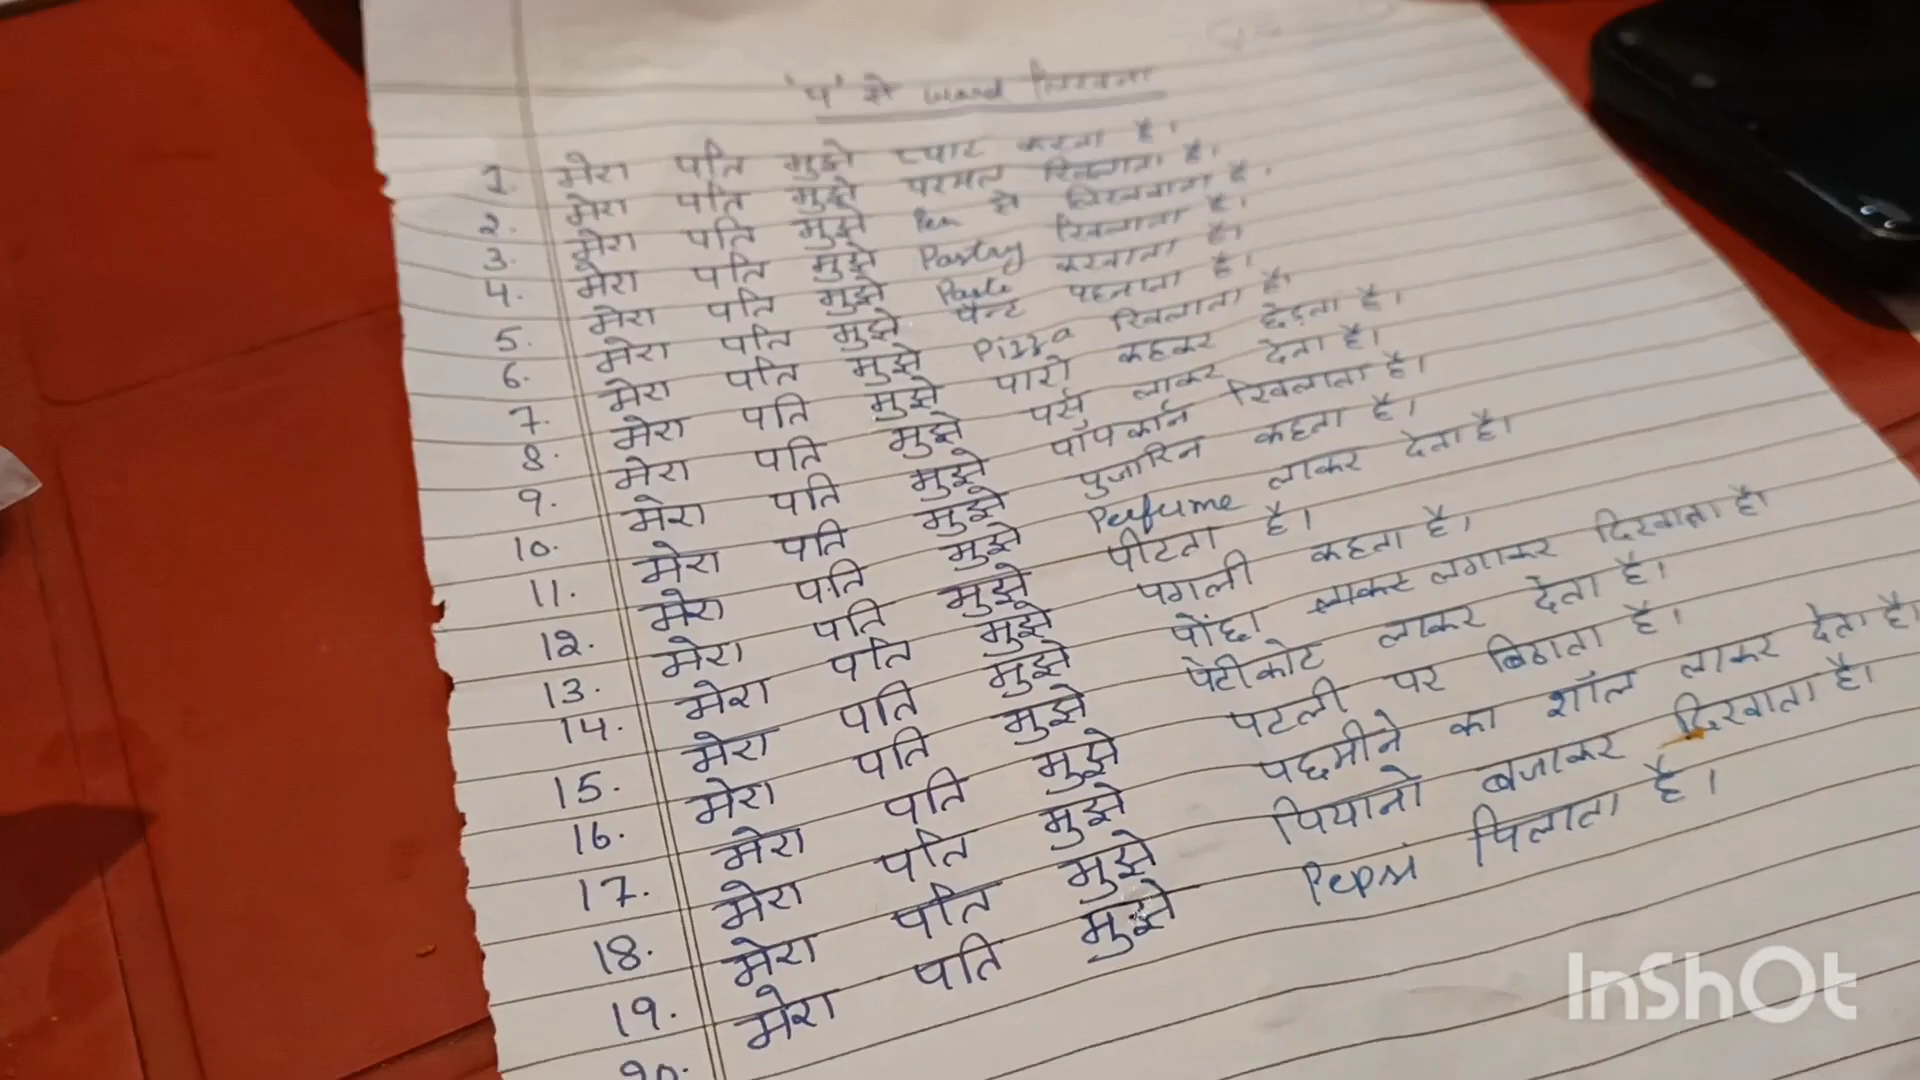 'प' से word लिखना
1. मेरा पति मुझे प्यार करता है।
2. मेरा पति मुझे परमल खिलाता है।
3. मेरा पति मुझे Pen से लिखवाता है।
4. मेरा पति मुझे Pastry खिलाता है।
5. मेरा पति मुझे Paste करवाता है।
6. मेरा पति मुझे पैन्ट पहनाता है।
7. मेरा पति मुझे Pizza खिलाता है।
8. मेरा पति मुझे पारो कहकर छेड़ता है।
9. मेरा पति मुझे पर्स लाकर देता है।
10. मेरा पति मुझे पॉपकॉर्न खिलाता है।
11. मेरा पति मुझे पुजारिन कहता है।
12. मेरा पति मुझे Perfume लाकर देता है।
13. मेरा पति मुझे पीटता है।
14. मेरा पति मुझे पगली कहता है।
15. मेरा पति मुझे पोंछा लगाकर दिखाता है।
16. मेरा पति मुझे पेटीकोट लाकर देता है।
17. मेरा पति मुझे पटली पर बिठाता है।
18. मेरा पति मुझे पछमीने का शॉल लाकर देता है।
19. मेरा पति मुझे पियानो बजाकर दिखाता है।
20. मेरा पति मुझे Pepsi पिलाता है।
InShOt